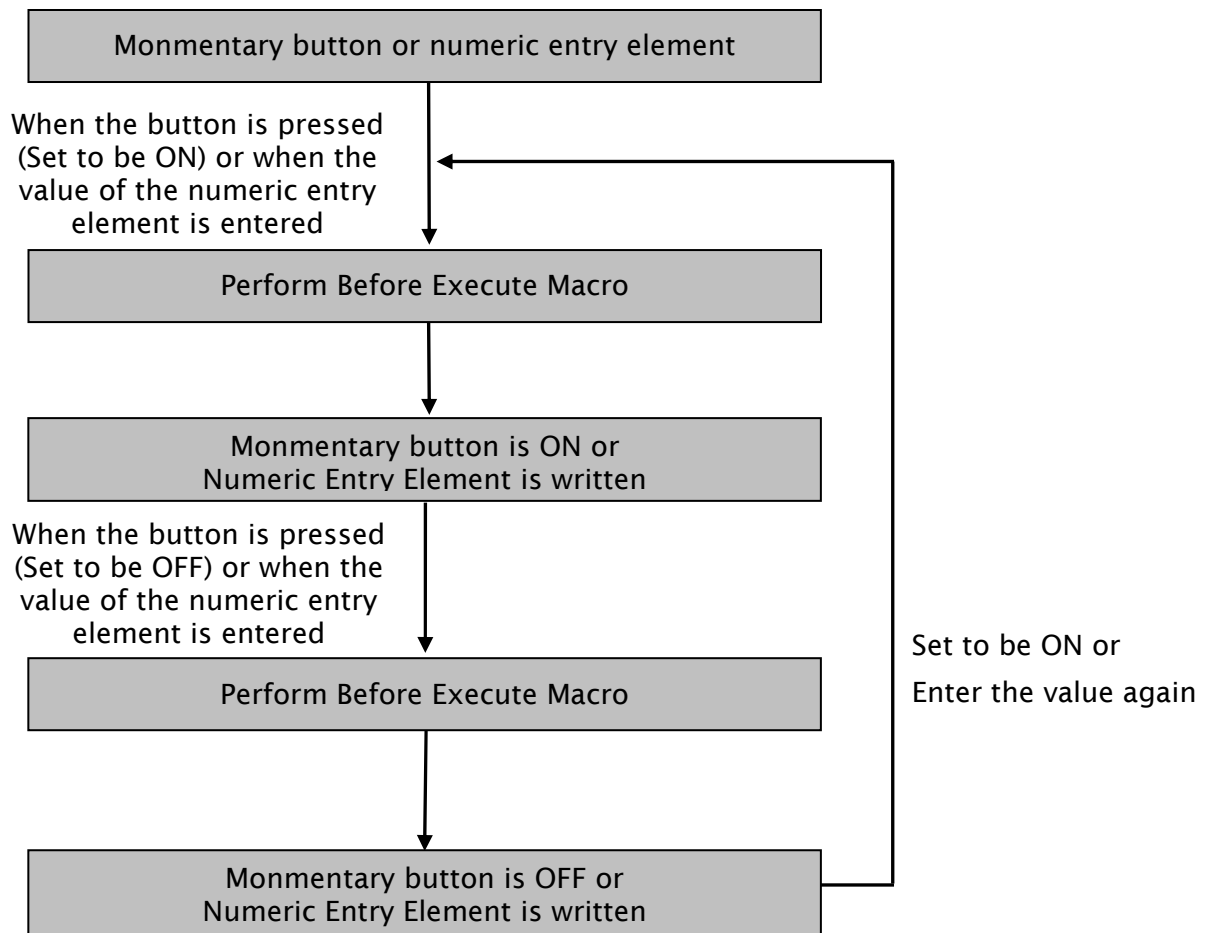 Monmentary button or numeric entry element
When the button is pressed
(Set to be ON) or when the
value of the numeric entry
element is entered
Perform Before Execute Macro
Monmentary button is ON or
Numeric Entry Element is written
When the button is pressed
(Set to be OFF) or when the
value of the numeric entry
element is entered
Set to be ON or
Enter the value again
Perform Before Execute Macro
Monmentary button is OFF or
Numeric Entry Element is written